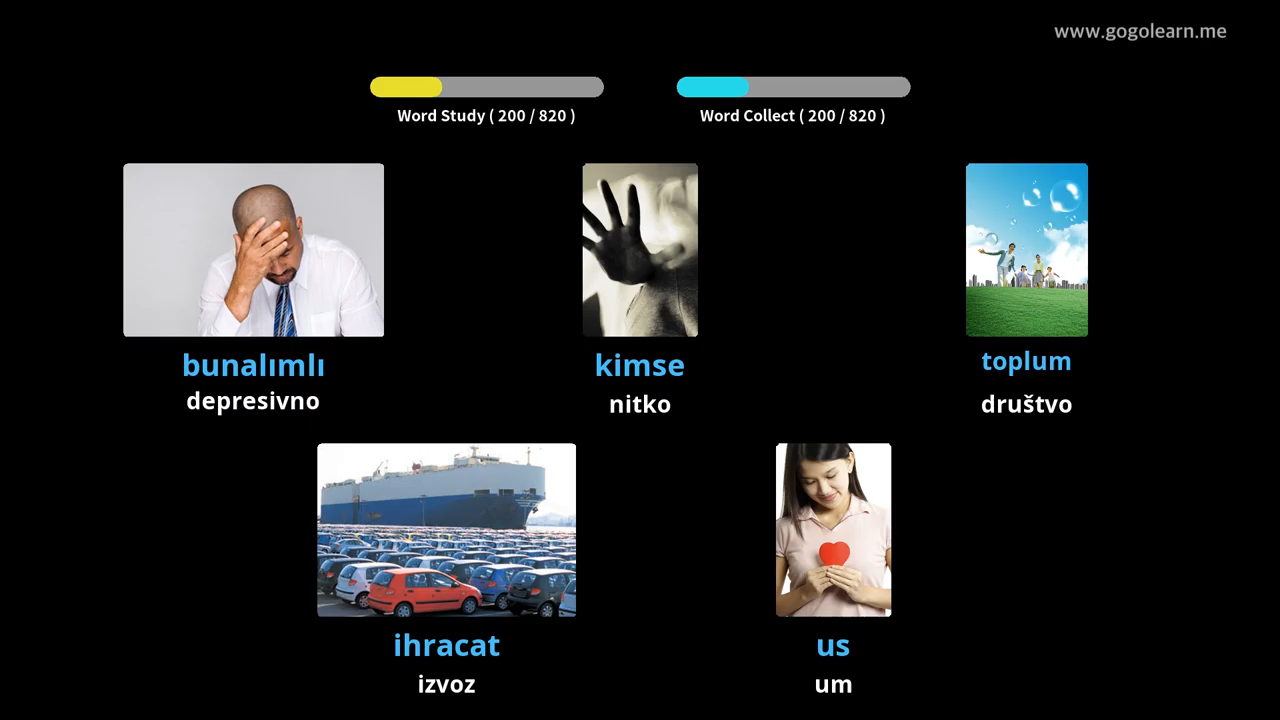 www.gogolearn.me
Word Study ( 200 / 820 )
Word Collect ( 200 / 820 )
bunalımlı
depresivno
kimse
nitko
toplum
društvo
ihracat
izvoz
us
um